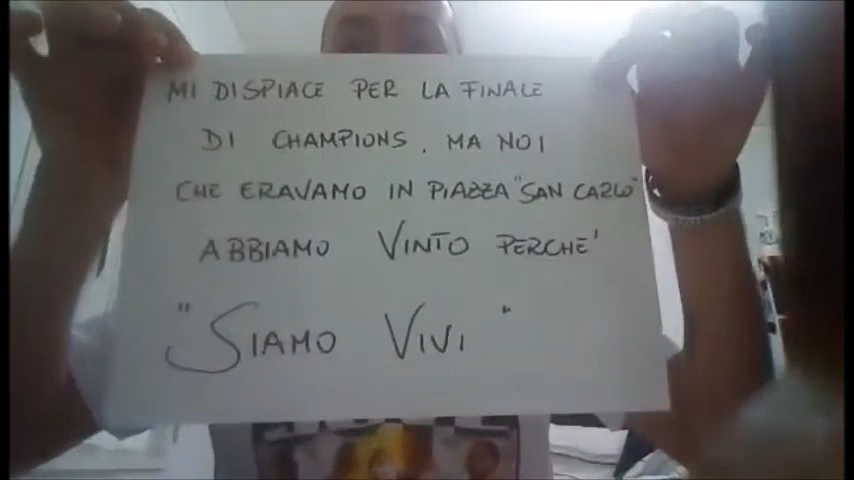 MI DISPIACE PER LA FINALE
DI CHAMPIONS. MA NOI
CHE ERAVAMO IN PIAZZA "SAN CARLO"
ABBIAMO VINTO PERCHE'
"SIAMO VIVI"